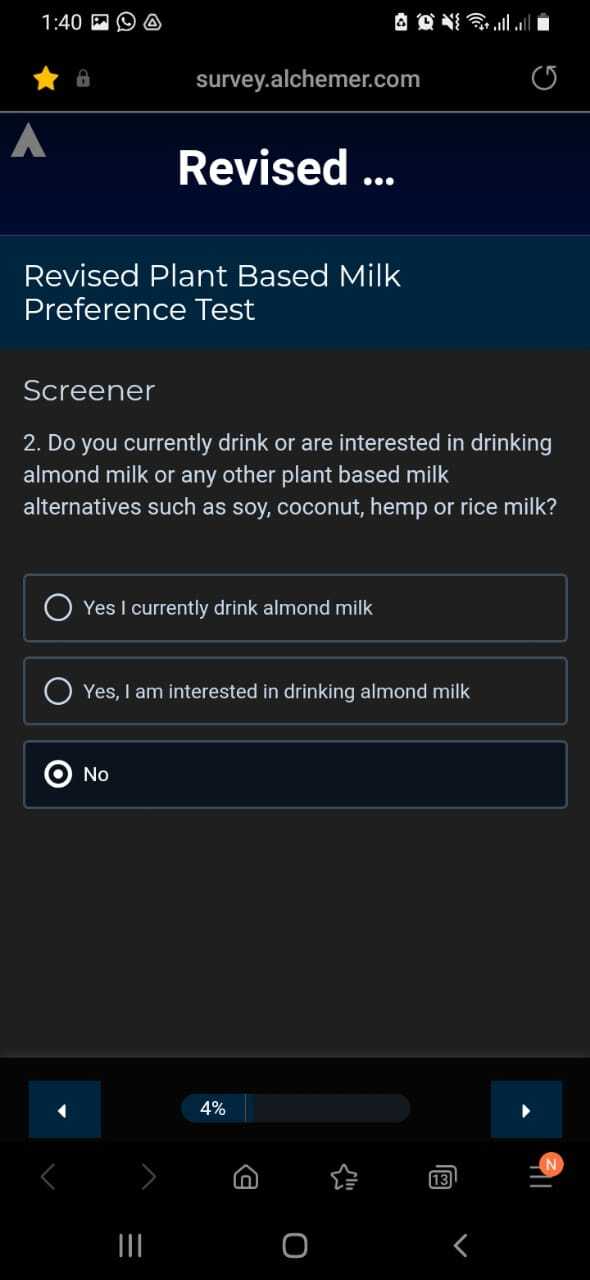 1:40
survey.alchemer.com
Revised ...
Revised Plant Based Milk
Preference Test
Screener
2. Do you currently drink or are interested in drinking
almond milk or any other plant based milk
alternatives such as soy, coconut, hemp or rice milk?
Yes I currently drink almond milk
Yes, I am interested in drinking almond milk
No
4%
13
N